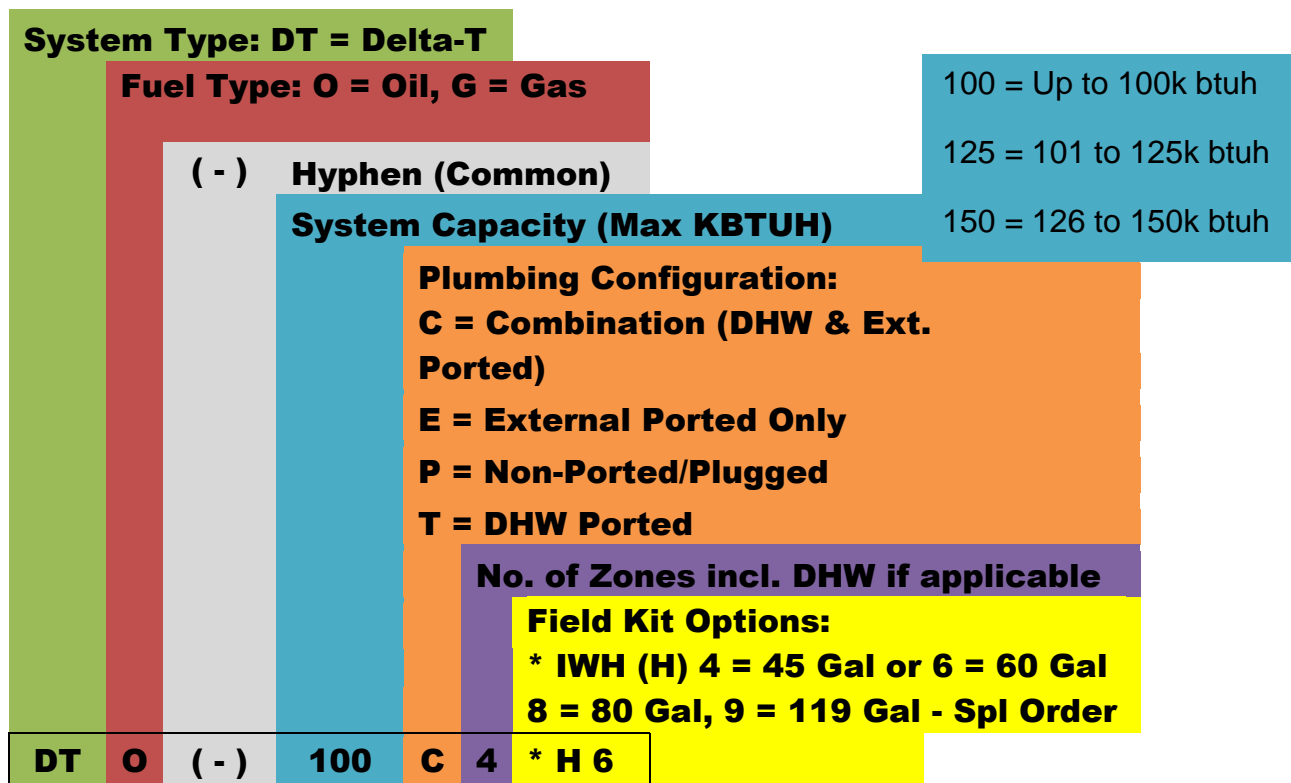 System Type: DT = Delta-T
Fuel Type: O = Oil, G = Gas
( - ) Hyphen (Common)
System Capacity (Max KBTUH)
100 = Up to 100k btuh
125 = 101 to 125k btuh
150 = 126 to 150k btuh
Plumbing Configuration:
C = Combination (DHW & Ext.
Ported)
E = External Ported Only
P = Non-Ported/Plugged
T = DHW Ported
No. of Zones incl. DHW if applicable
Field Kit Options:
* IWH (H) 4 = 45 Gal or 6 = 60 Gal
8 = 80 Gal, 9 = 119 Gal - Spl Order
DT O ( - ) 100 C 4 * H 6